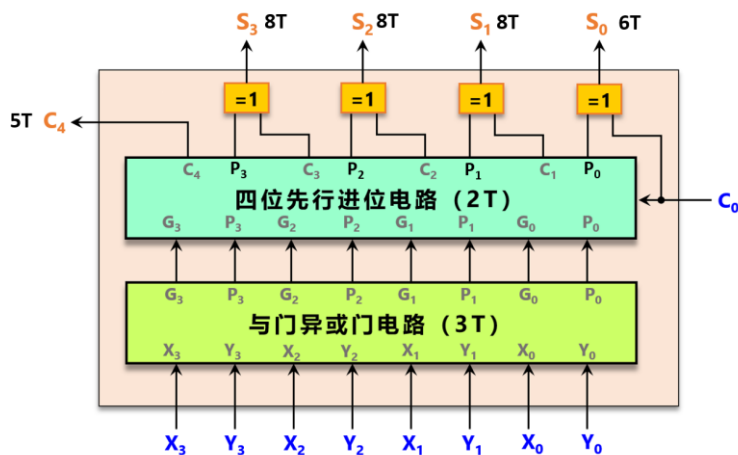 S₃ 8T S₂ 8T S₁ 8T S₀ 6T
=1 =1 =1 =1
5T C₄
C₄ P₃ C₃ P₂ C₂ P₁ C₁ P₀
四位先行进位电路（2T）
C₀
G₃ P₃ G₂ P₂ G₁ P₁ G₀ P₀
G₃ P₃ G₂ P₂ G₁ P₁ G₀ P₀
与门异或门电路（3T）
X₃ Y₃ X₂ Y₂ X₁ Y₁ X₀ Y₀
X₃ Y₃ X₂ Y₂ X₁ Y₁ X₀ Y₀